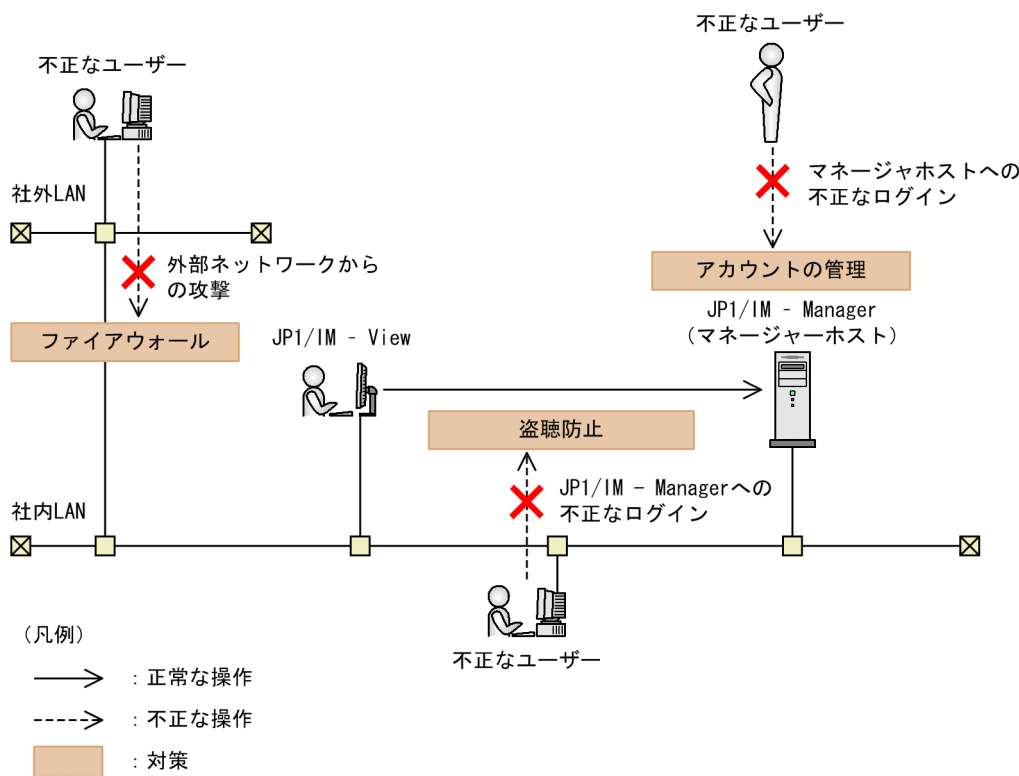 不正なユーザー
不正なユーザー
社外LAN
マネージャホストへの
不正なログイン
外部ネットワークから
の攻撃
アカウントの管理
ファイアウォール
JP1/IM - View
JP1/IM - Manager
（マネージャーホスト）
盗聴防止
社内LAN
JP1/IM - Managerへの
不正なログイン
不正なユーザー
（凡例）
：正常な操作
：不正な操作
：対策